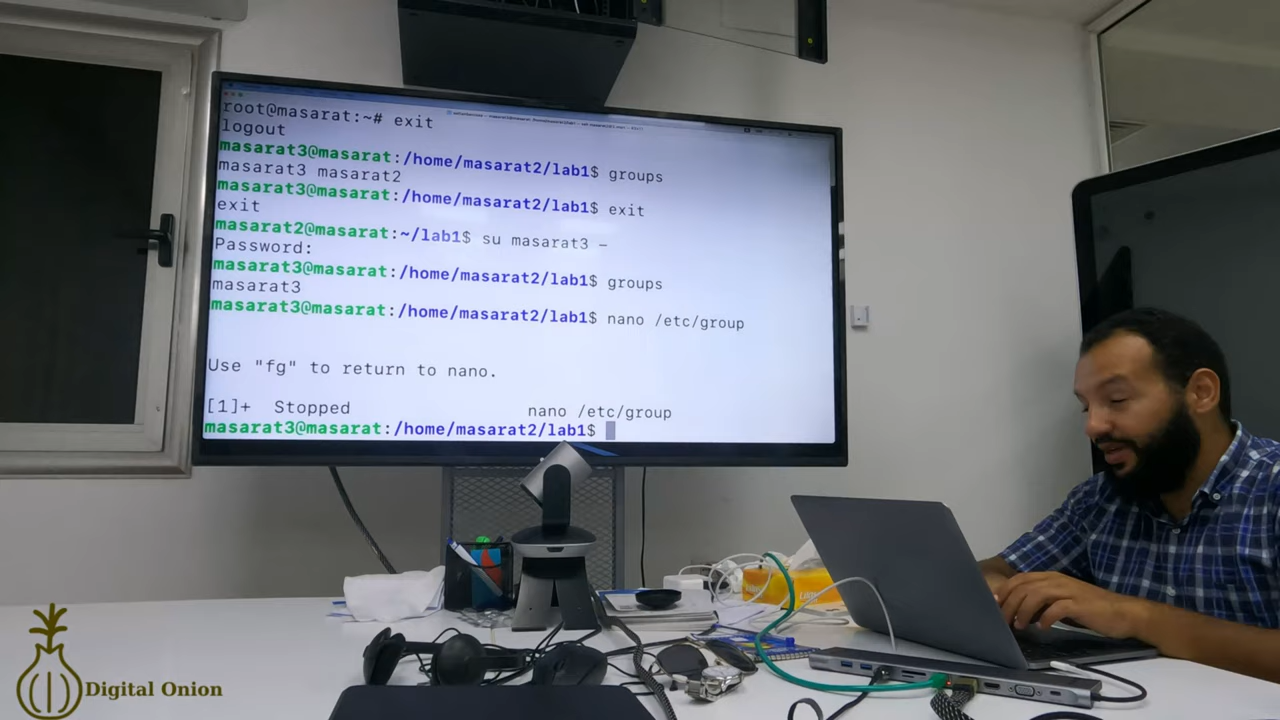 root@masarat:~# exit
logout
masarat3@masarat:/home/masarat2/lab1$ groups
masarat3 masarat2
masarat3@masarat:/home/masarat2/lab1$ exit
exit
masarat2@masarat:~/lab1$ su masarat3 -
Password:
masarat3@masarat:/home/masarat2/lab1$ groups
masarat3
masarat3@masarat:/home/masarat2/lab1$ nano /etc/group
Use "fg" to return to nano.
[1]+ Stopped nano /etc/group
masarat3@masarat:/home/masarat2/lab1$
Digital Onion